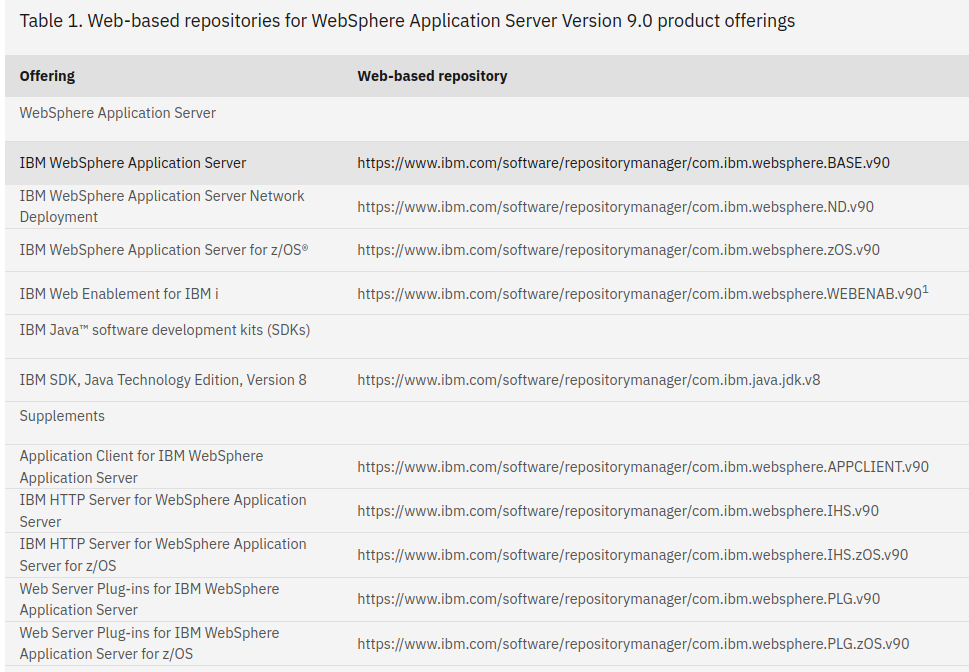 Table 1. Web-based repositories for WebSphere Application Server Version 9.0 product offerings
Offering Web-based repository
WebSphere Application Server
IBM WebSphere Application Server https://www.ibm.com/software/repositorymanager/com.ibm.websphere.BASE.v90
IBM WebSphere Application Server Network
Deployment
https://www.ibm.com/software/repositorymanager/com.ibm.websphere.ND.v90
IBM WebSphere Application Server for z/OS® https://www.ibm.com/software/repositorymanager/com.ibm.websphere.zOS.v90
IBM Web Enablement for IBM i https://www.ibm.com/software/repositorymanager/com.ibm.websphere.WEBENAB.v90¹
IBM Java™ software development kits (SDKs)
IBM SDK, Java Technology Edition, Version 8 https://www.ibm.com/software/repositorymanager/com.ibm.java.jdk.v8
Supplements
Application Client for IBM WebSphere
Application Server
https://www.ibm.com/software/repositorymanager/com.ibm.websphere.APPCLIENT.v90
IBM HTTP Server for WebSphere Application
Server
https://www.ibm.com/software/repositorymanager/com.ibm.websphere.IHS.v90
IBM HTTP Server for WebSphere Application
Server for z/OS
https://www.ibm.com/software/repositorymanager/com.ibm.websphere.IHS.zOS.v90
Web Server Plug-ins for IBM WebSphere
Application Server
https://www.ibm.com/software/repositorymanager/com.ibm.websphere.PLG.v90
Web Server Plug-ins for IBM WebSphere
Application Server for z/OS
https://www.ibm.com/software/repositorymanager/com.ibm.websphere.PLG.zOS.v90